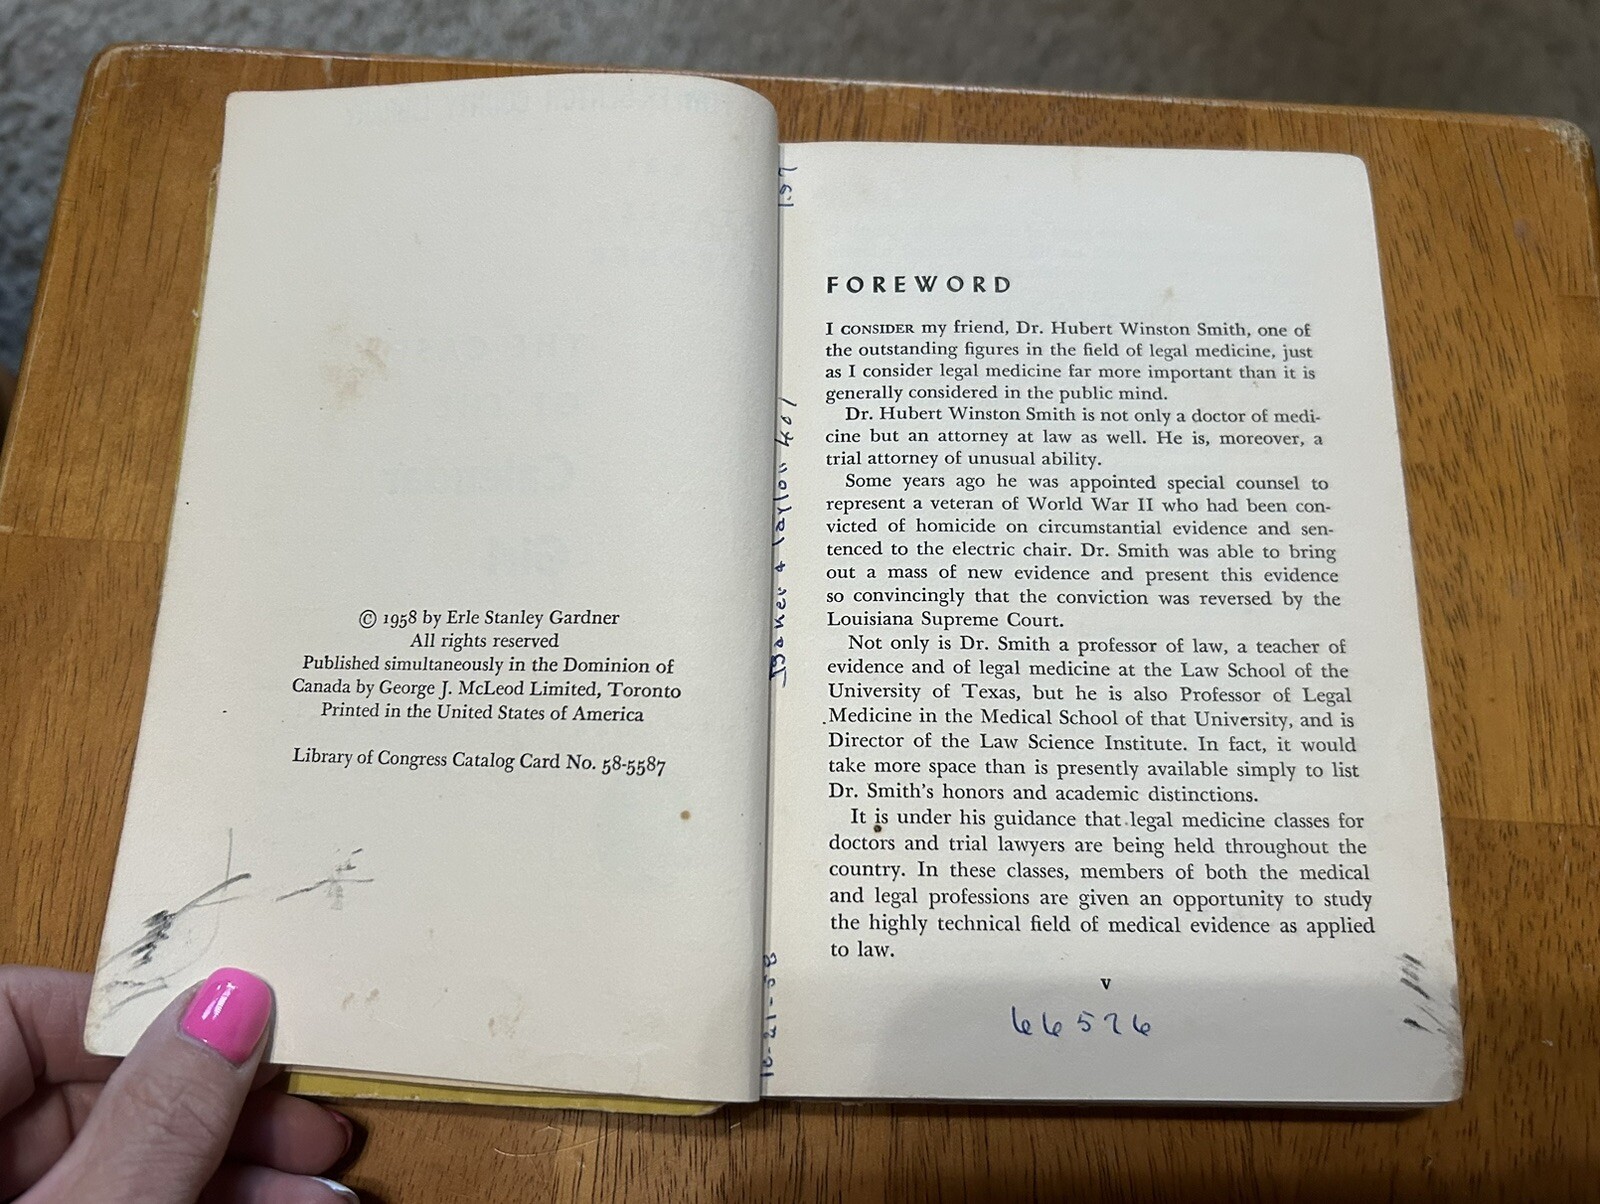 © 1958 by Erle Stanley Gardner
All rights reserved
Published simultaneously in the Dominion of
Canada by George J. McLeod Limited, Toronto
Printed in the United States of America
Library of Congress Catalog Card No. 58-5587
1.97
Baker & Taylor
10-21-58
FOREWORD
I CONSIDER my friend, Dr. Hubert Winston Smith, one of
the outstanding figures in the field of legal medicine, just
as I consider legal medicine far more important than it is
generally considered in the public mind.
Dr. Hubert Winston Smith is not only a doctor of medi-
cine but an attorney at law as well. He is, moreover, a
trial attorney of unusual ability.
Some years ago he was appointed special counsel to
represent a veteran of World War II who had been con-
victed of homicide on circumstantial evidence and sen-
tenced to the electric chair. Dr. Smith was able to bring
out a mass of new evidence and present this evidence
so convincingly that the conviction was reversed by the
Louisiana Supreme Court.
Not only is Dr. Smith a professor of law, a teacher of
evidence and of legal medicine at the Law School of the
University of Texas, but he is also Professor of Legal
Medicine in the Medical School of that University, and is
Director of the Law Science Institute. In fact, it would
take more space than is presently available simply to list
Dr. Smith's honors and academic distinctions.
It is under his guidance that legal medicine classes for
doctors and trial lawyers are being held throughout the
country. In these classes, members of both the medical
and legal professions are given an opportunity to study
the highly technical field of medical evidence as applied
to law.
v
66526